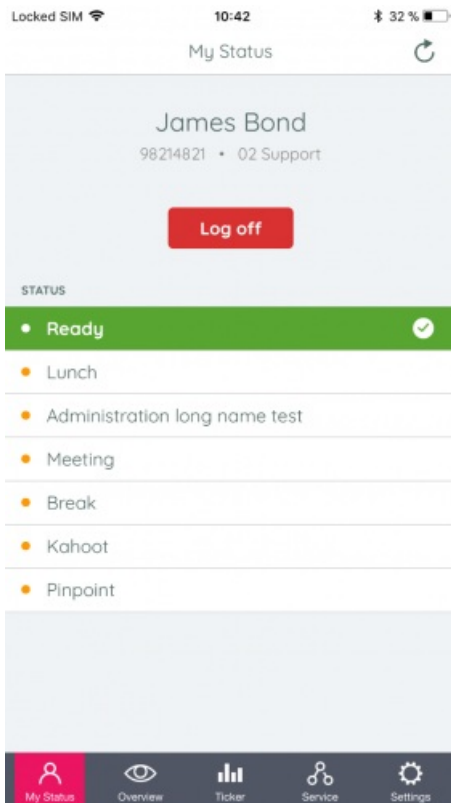 Locked SIM 10:42 32 %
My Status
James Bond
98214821 • 02 Support
Log off
STATUS
Ready
Lunch
Administration long name test
Meeting
Break
Kahoot
Pinpoint
My Status Overview Ticker Service Settings